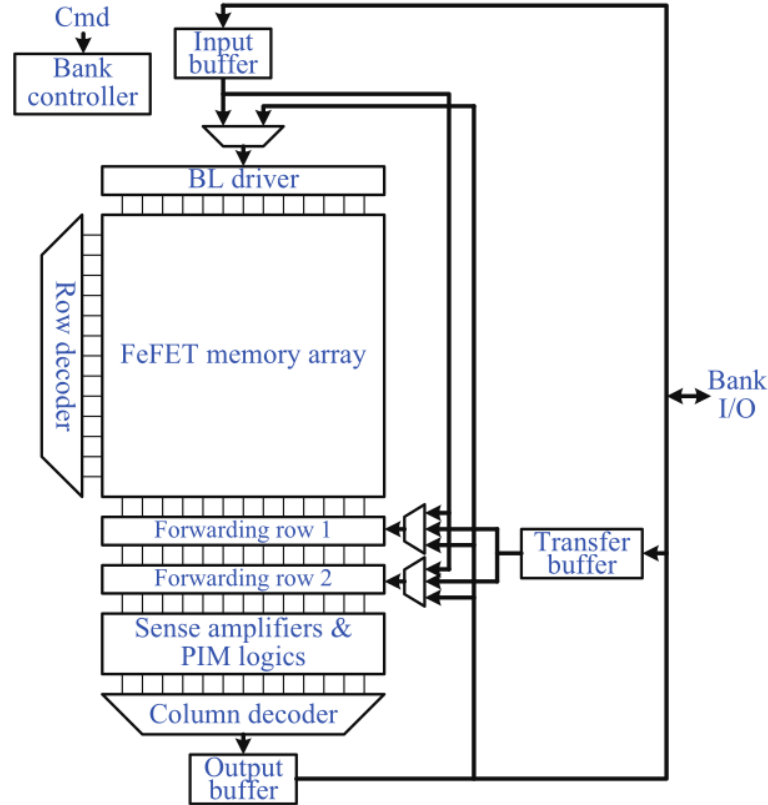 Cmd
Bank
controller
Input
buffer
BL driver
Row decoder
FeFET memory array
Bank
I/O
Forwarding row 1
Transfer
buffer
Forwarding row 2
Sense amplifiers &
PIM logics
Column decoder
Output
buffer